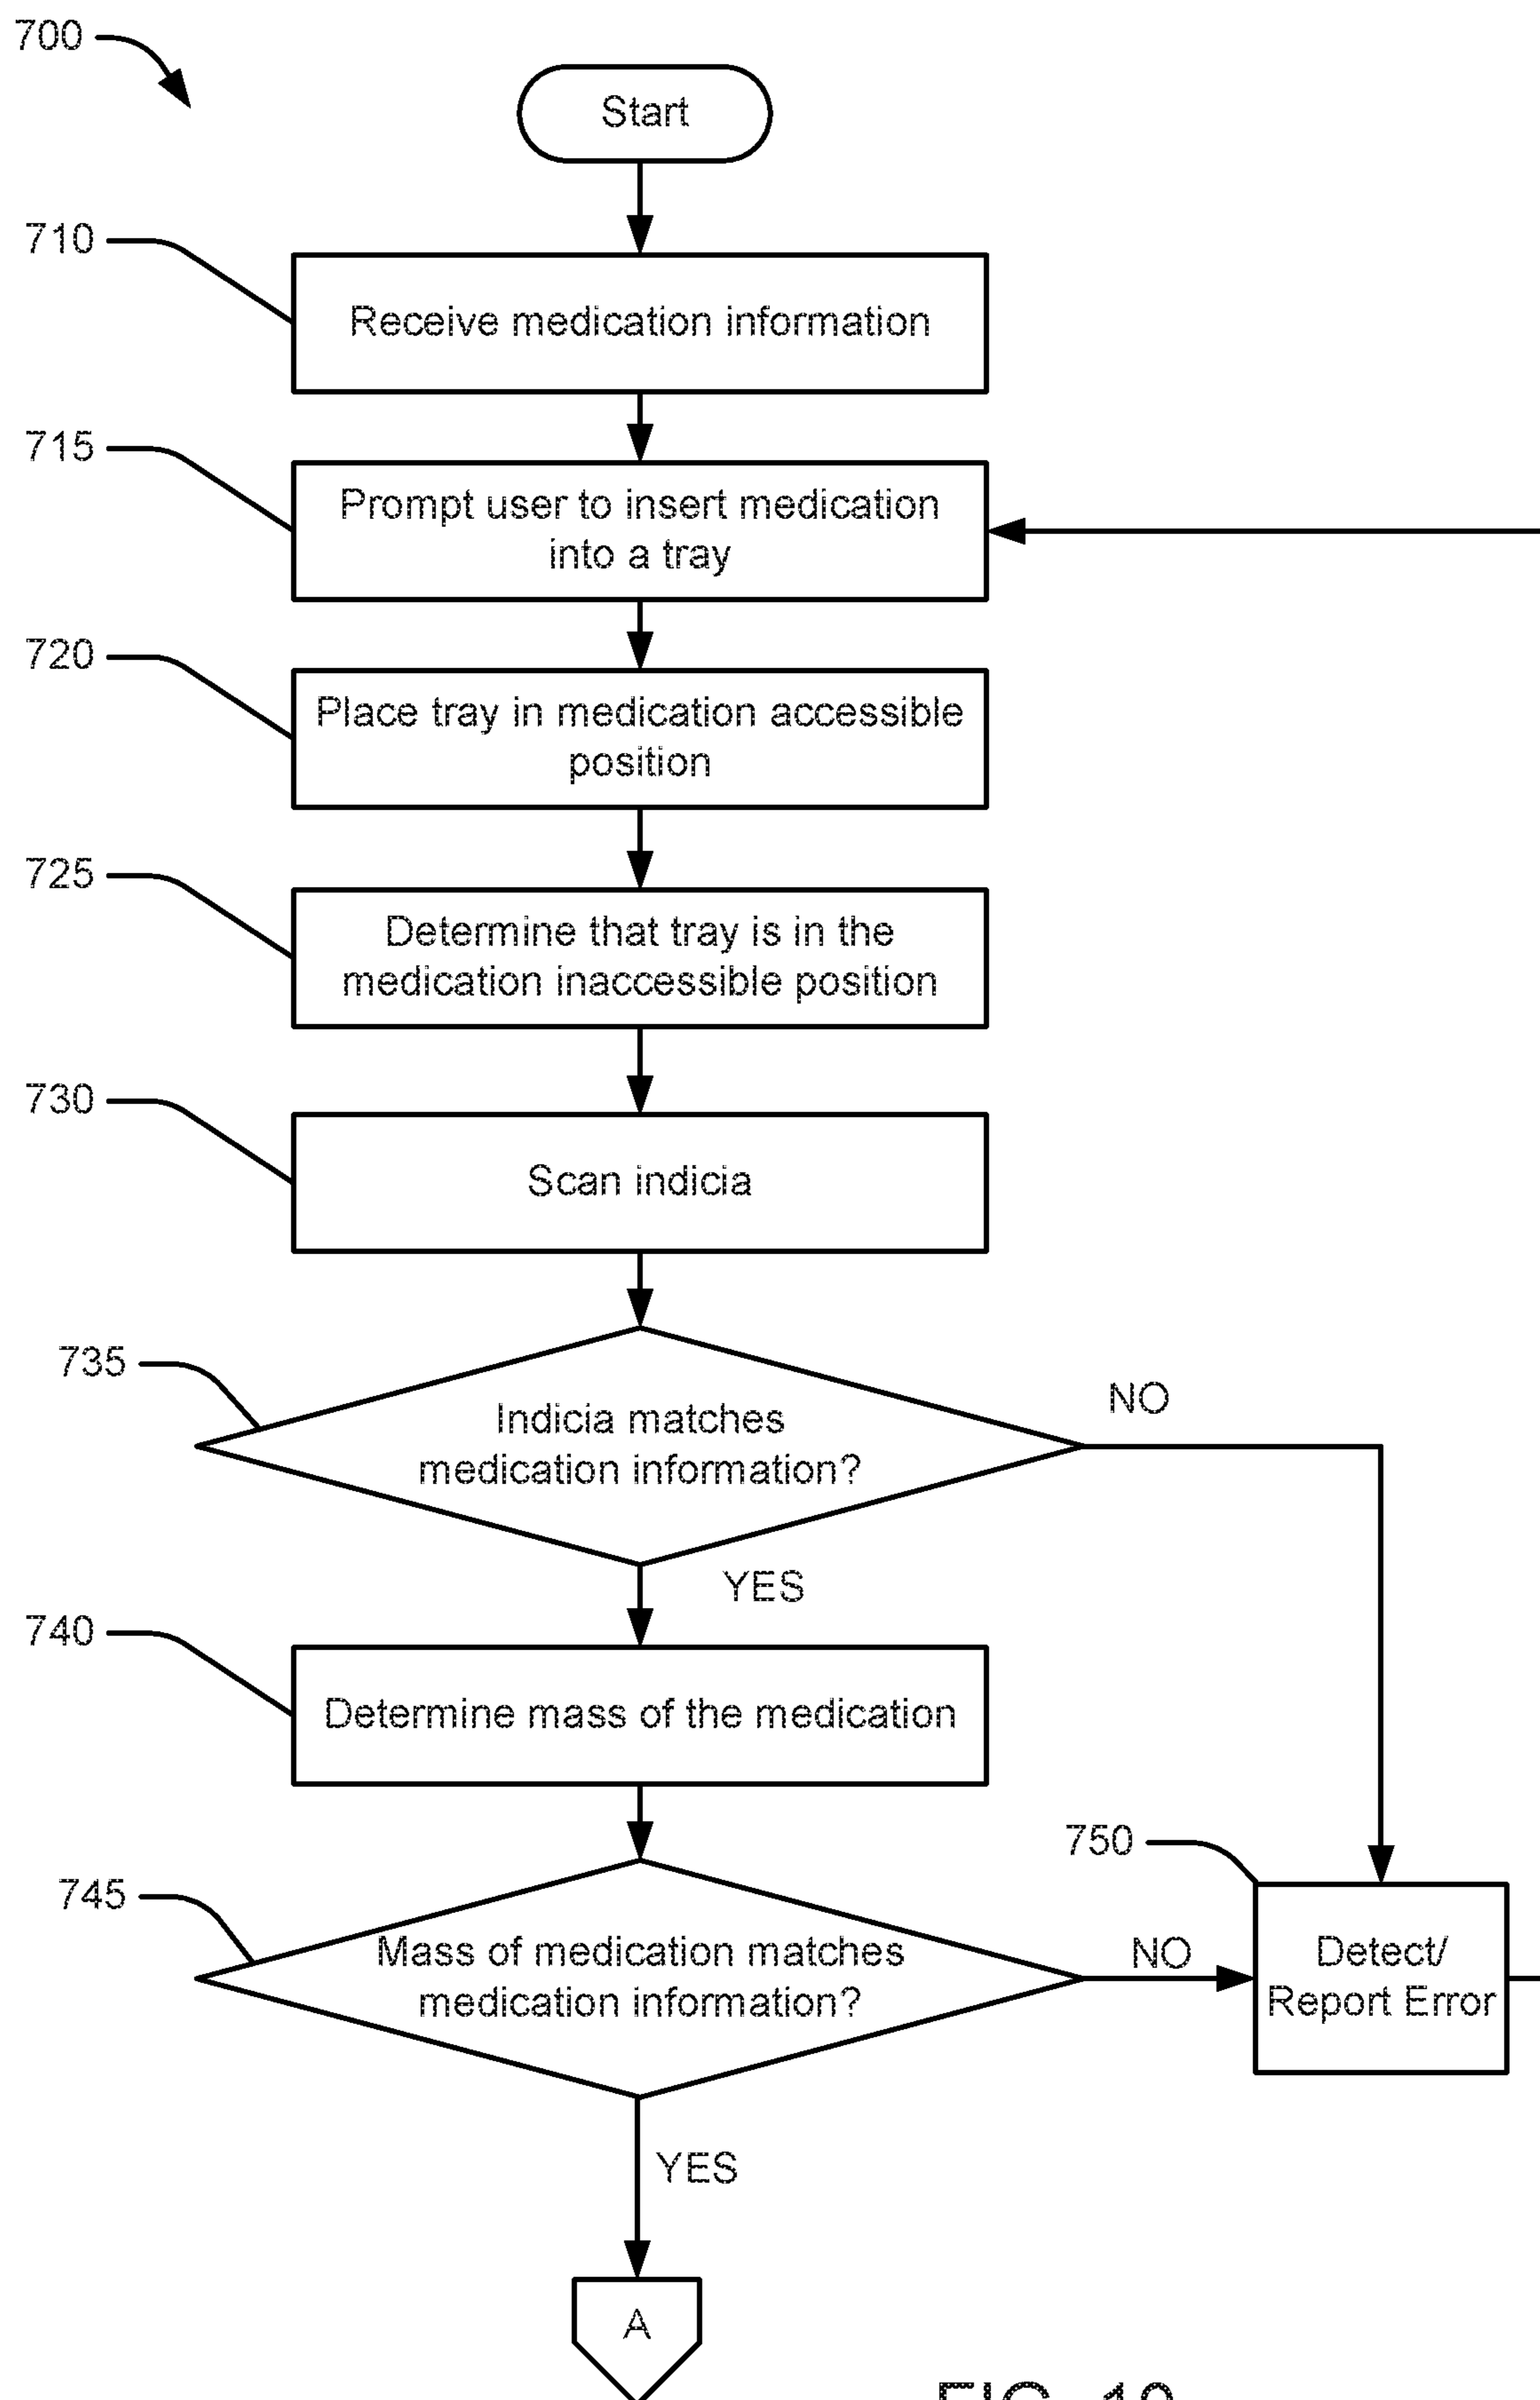 700
Start
710
Receive medication information
715
Prompt user to insert medication
into a tray
720
Place tray in medication accessible
position
725
Determine that tray is in the
medication inaccessible position
730
Scan indicia
735
Indicia matches
medication information?
NO
YES
740
Determine mass of the medication
745
Mass of medication matches
medication information?
NO
750
Detect/
Report Error
YES
A
FIG.